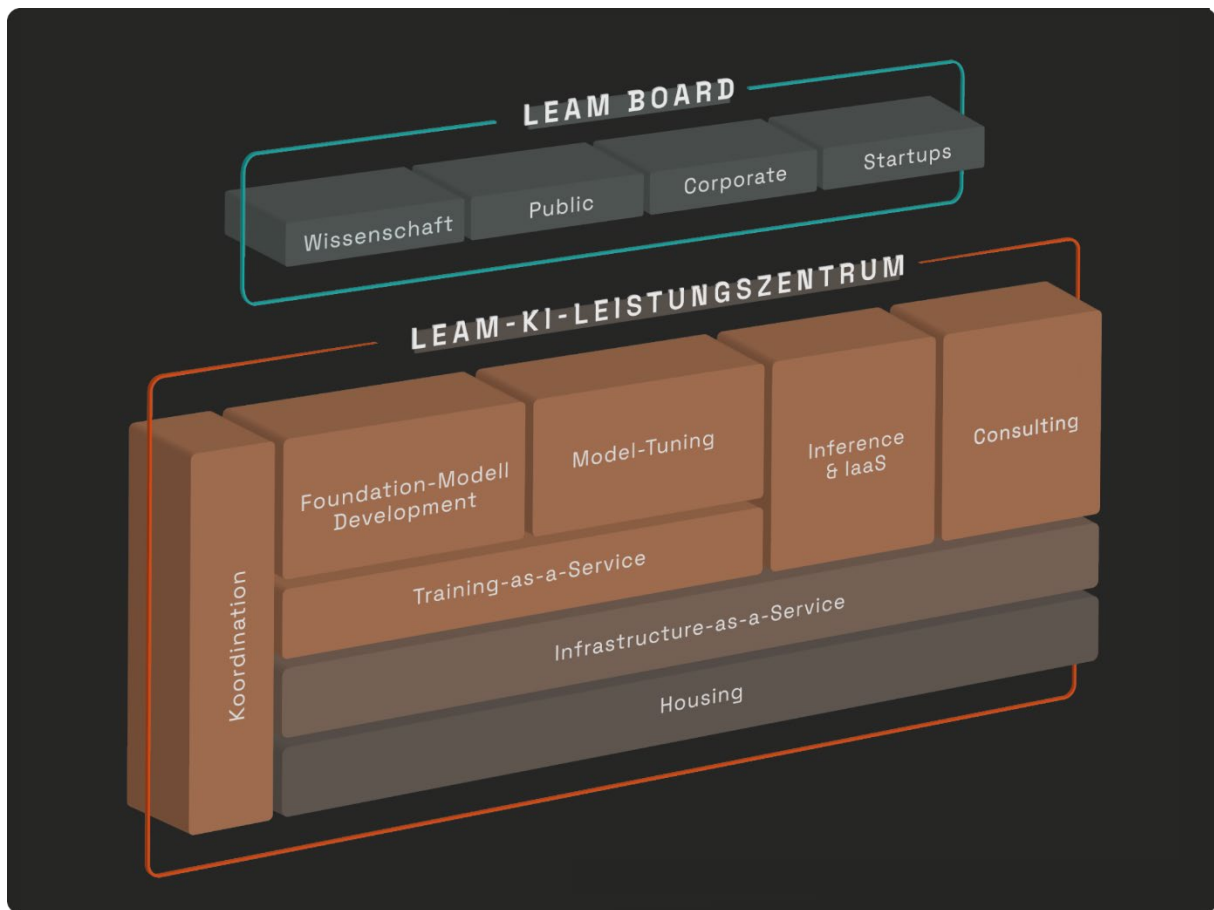 LEAM BOARD
Wissenschaft
Public
Corporate
Startups
LEAM-KI-LEISTUNGSZENTRUM
Koordination
Foundation-Modell
Development
Model-Tuning
Inference
& IaaS
Consulting
Training-as-a-Service
Infrastructure-as-a-Service
Housing